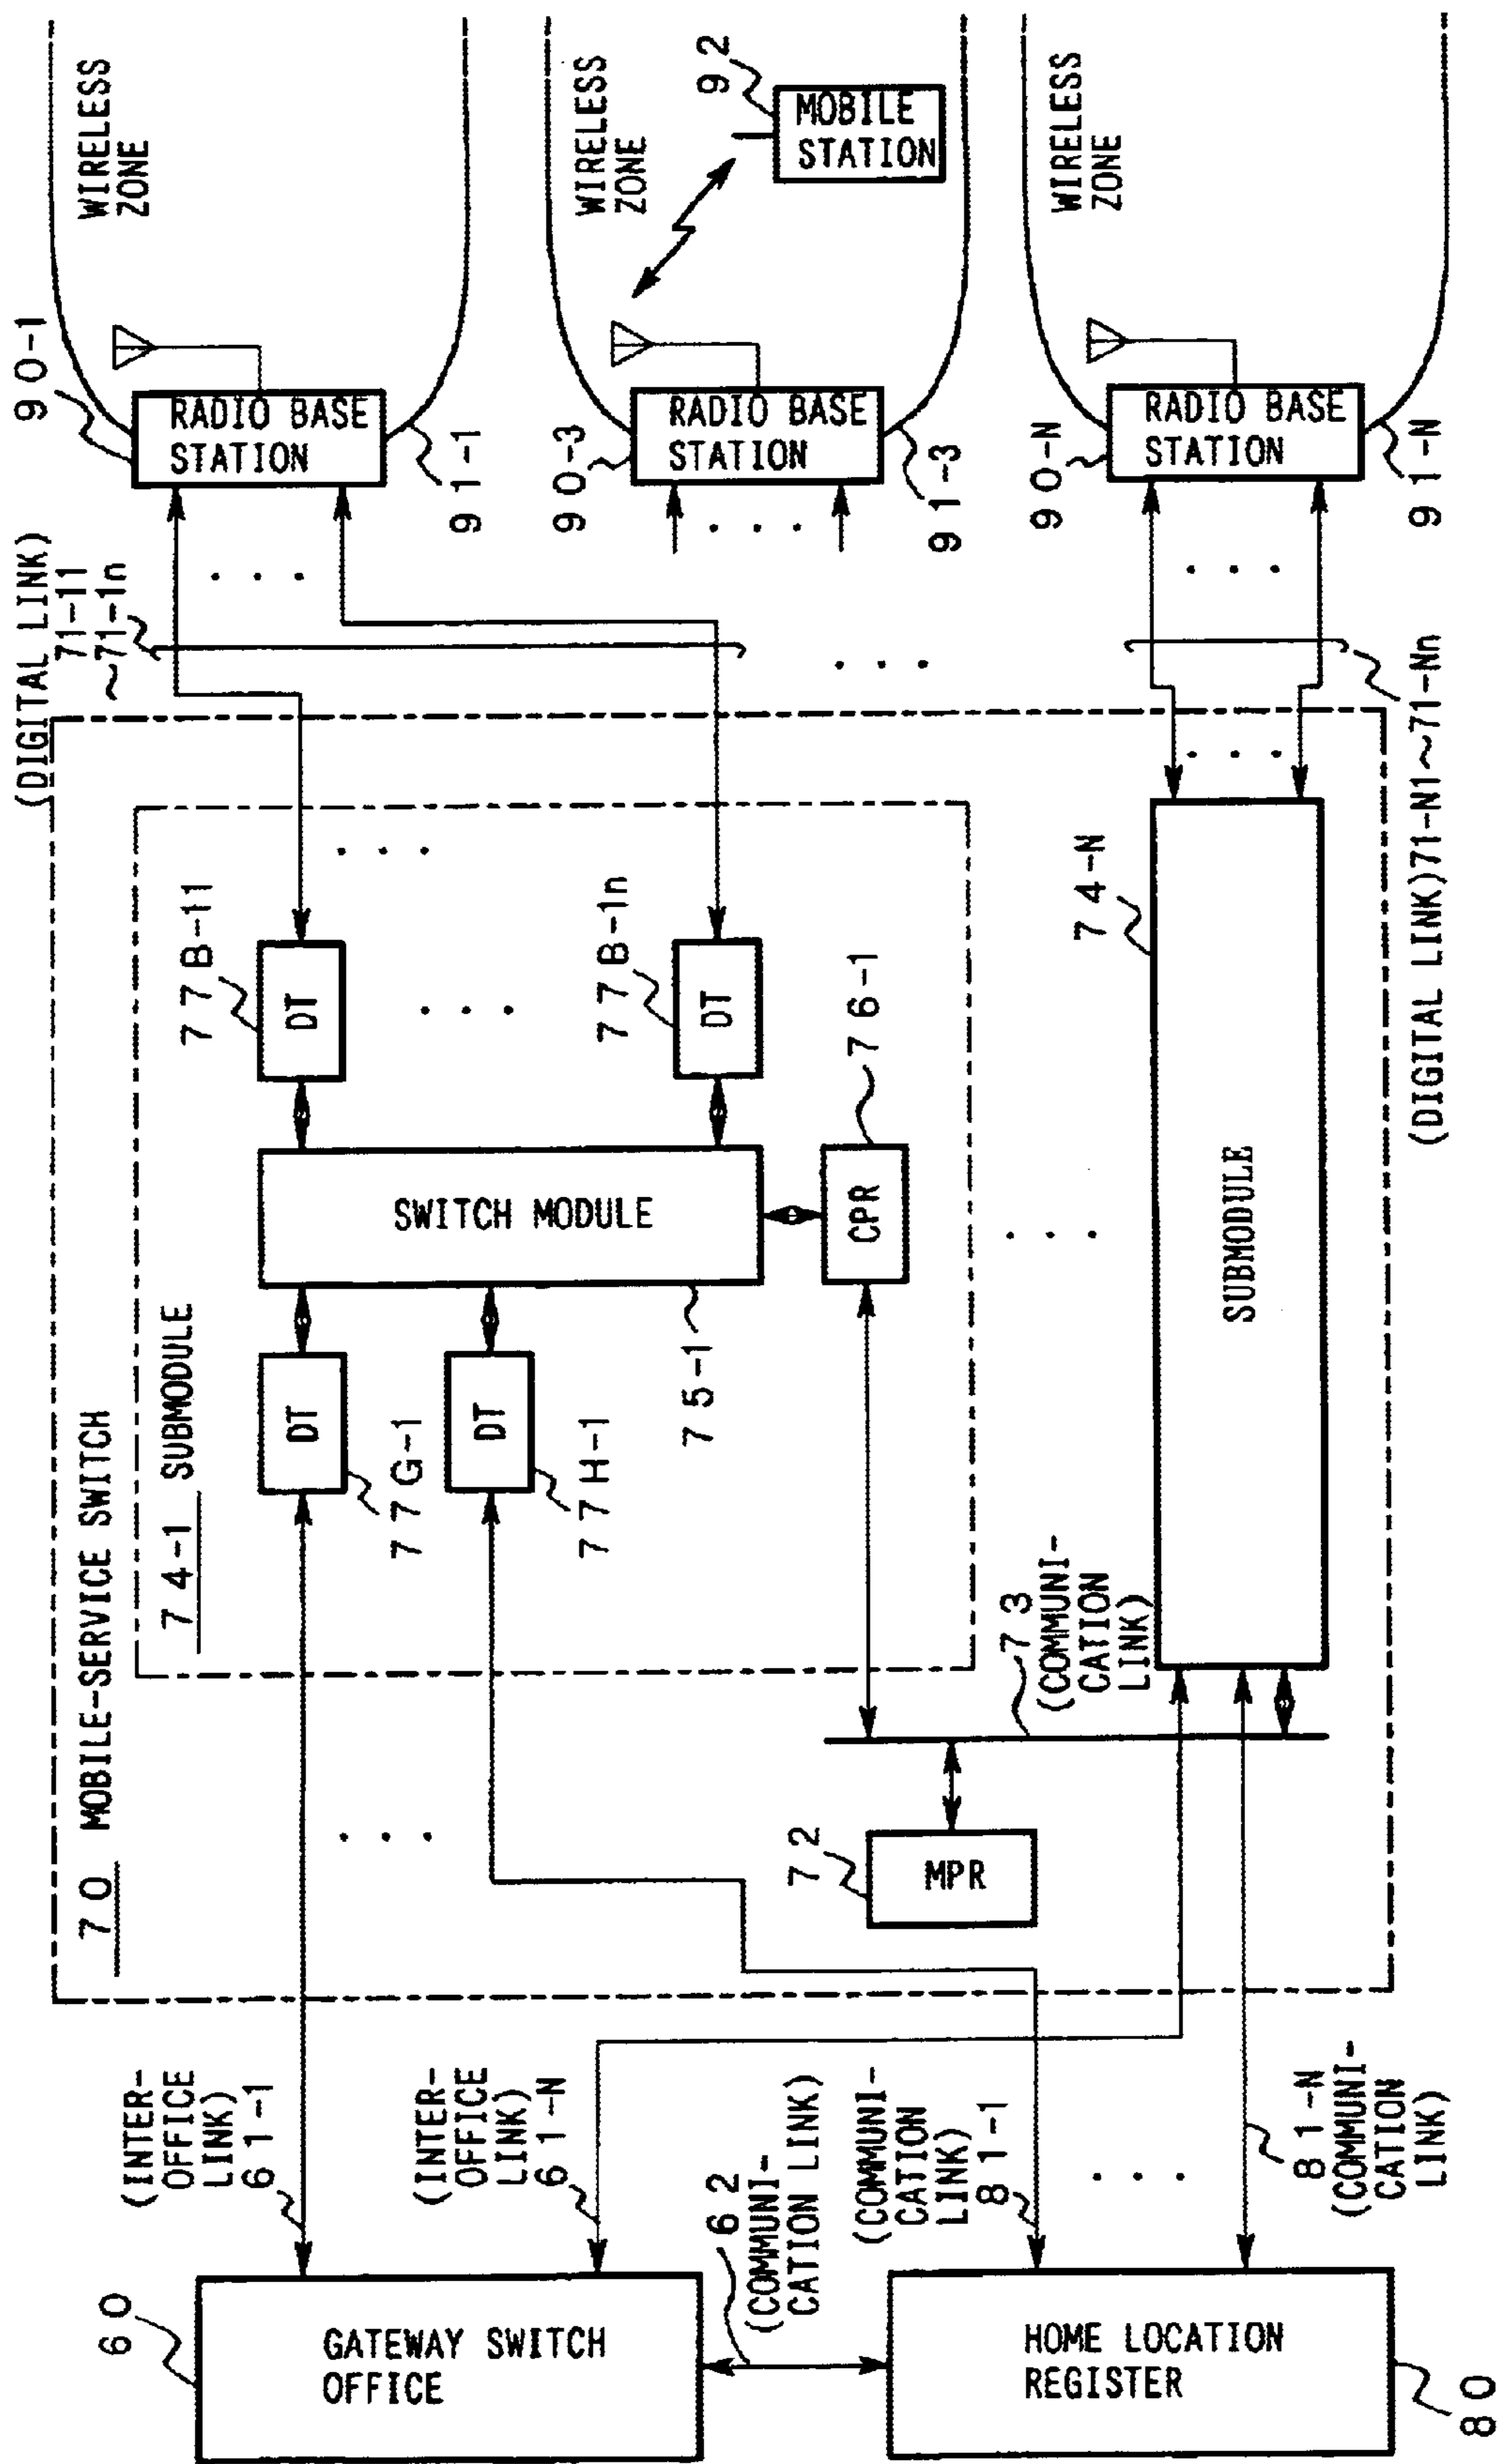 (DIGITAL LINK)
71-11
~71-1n
90-1
RADIO BASE
STATION
91-1
WIRELESS
ZONE
90-3
RADIO BASE
STATION
91-3
WIRELESS
ZONE
92
MOBILE
STATION
90-N
RADIO BASE
STATION
91-N
WIRELESS
ZONE
70 MOBILE-SERVICE SWITCH
74-1 SUBMODULE
77B-11
DT
77B-1n
DT
SWITCH MODULE
75-1
76-1
CPR
DT
77G-1
DT
77H-1
72
MPR
73
(COMMUNI-
CATION
LINK)
74-N
SUBMODULE
(DIGITAL LINK)71-N1~71-Nn
(INTER-
OFFICE
LINK)
61-1
(INTER-
OFFICE
LINK)
61-N
62
(COMMUNI-
CATION LINK)
(COMMUNI-
CATION
LINK)
81-1
81-N
(COMMUNI-
CATION
LINK)
60
GATEWAY SWITCH
OFFICE
HOME LOCATION
REGISTER
80